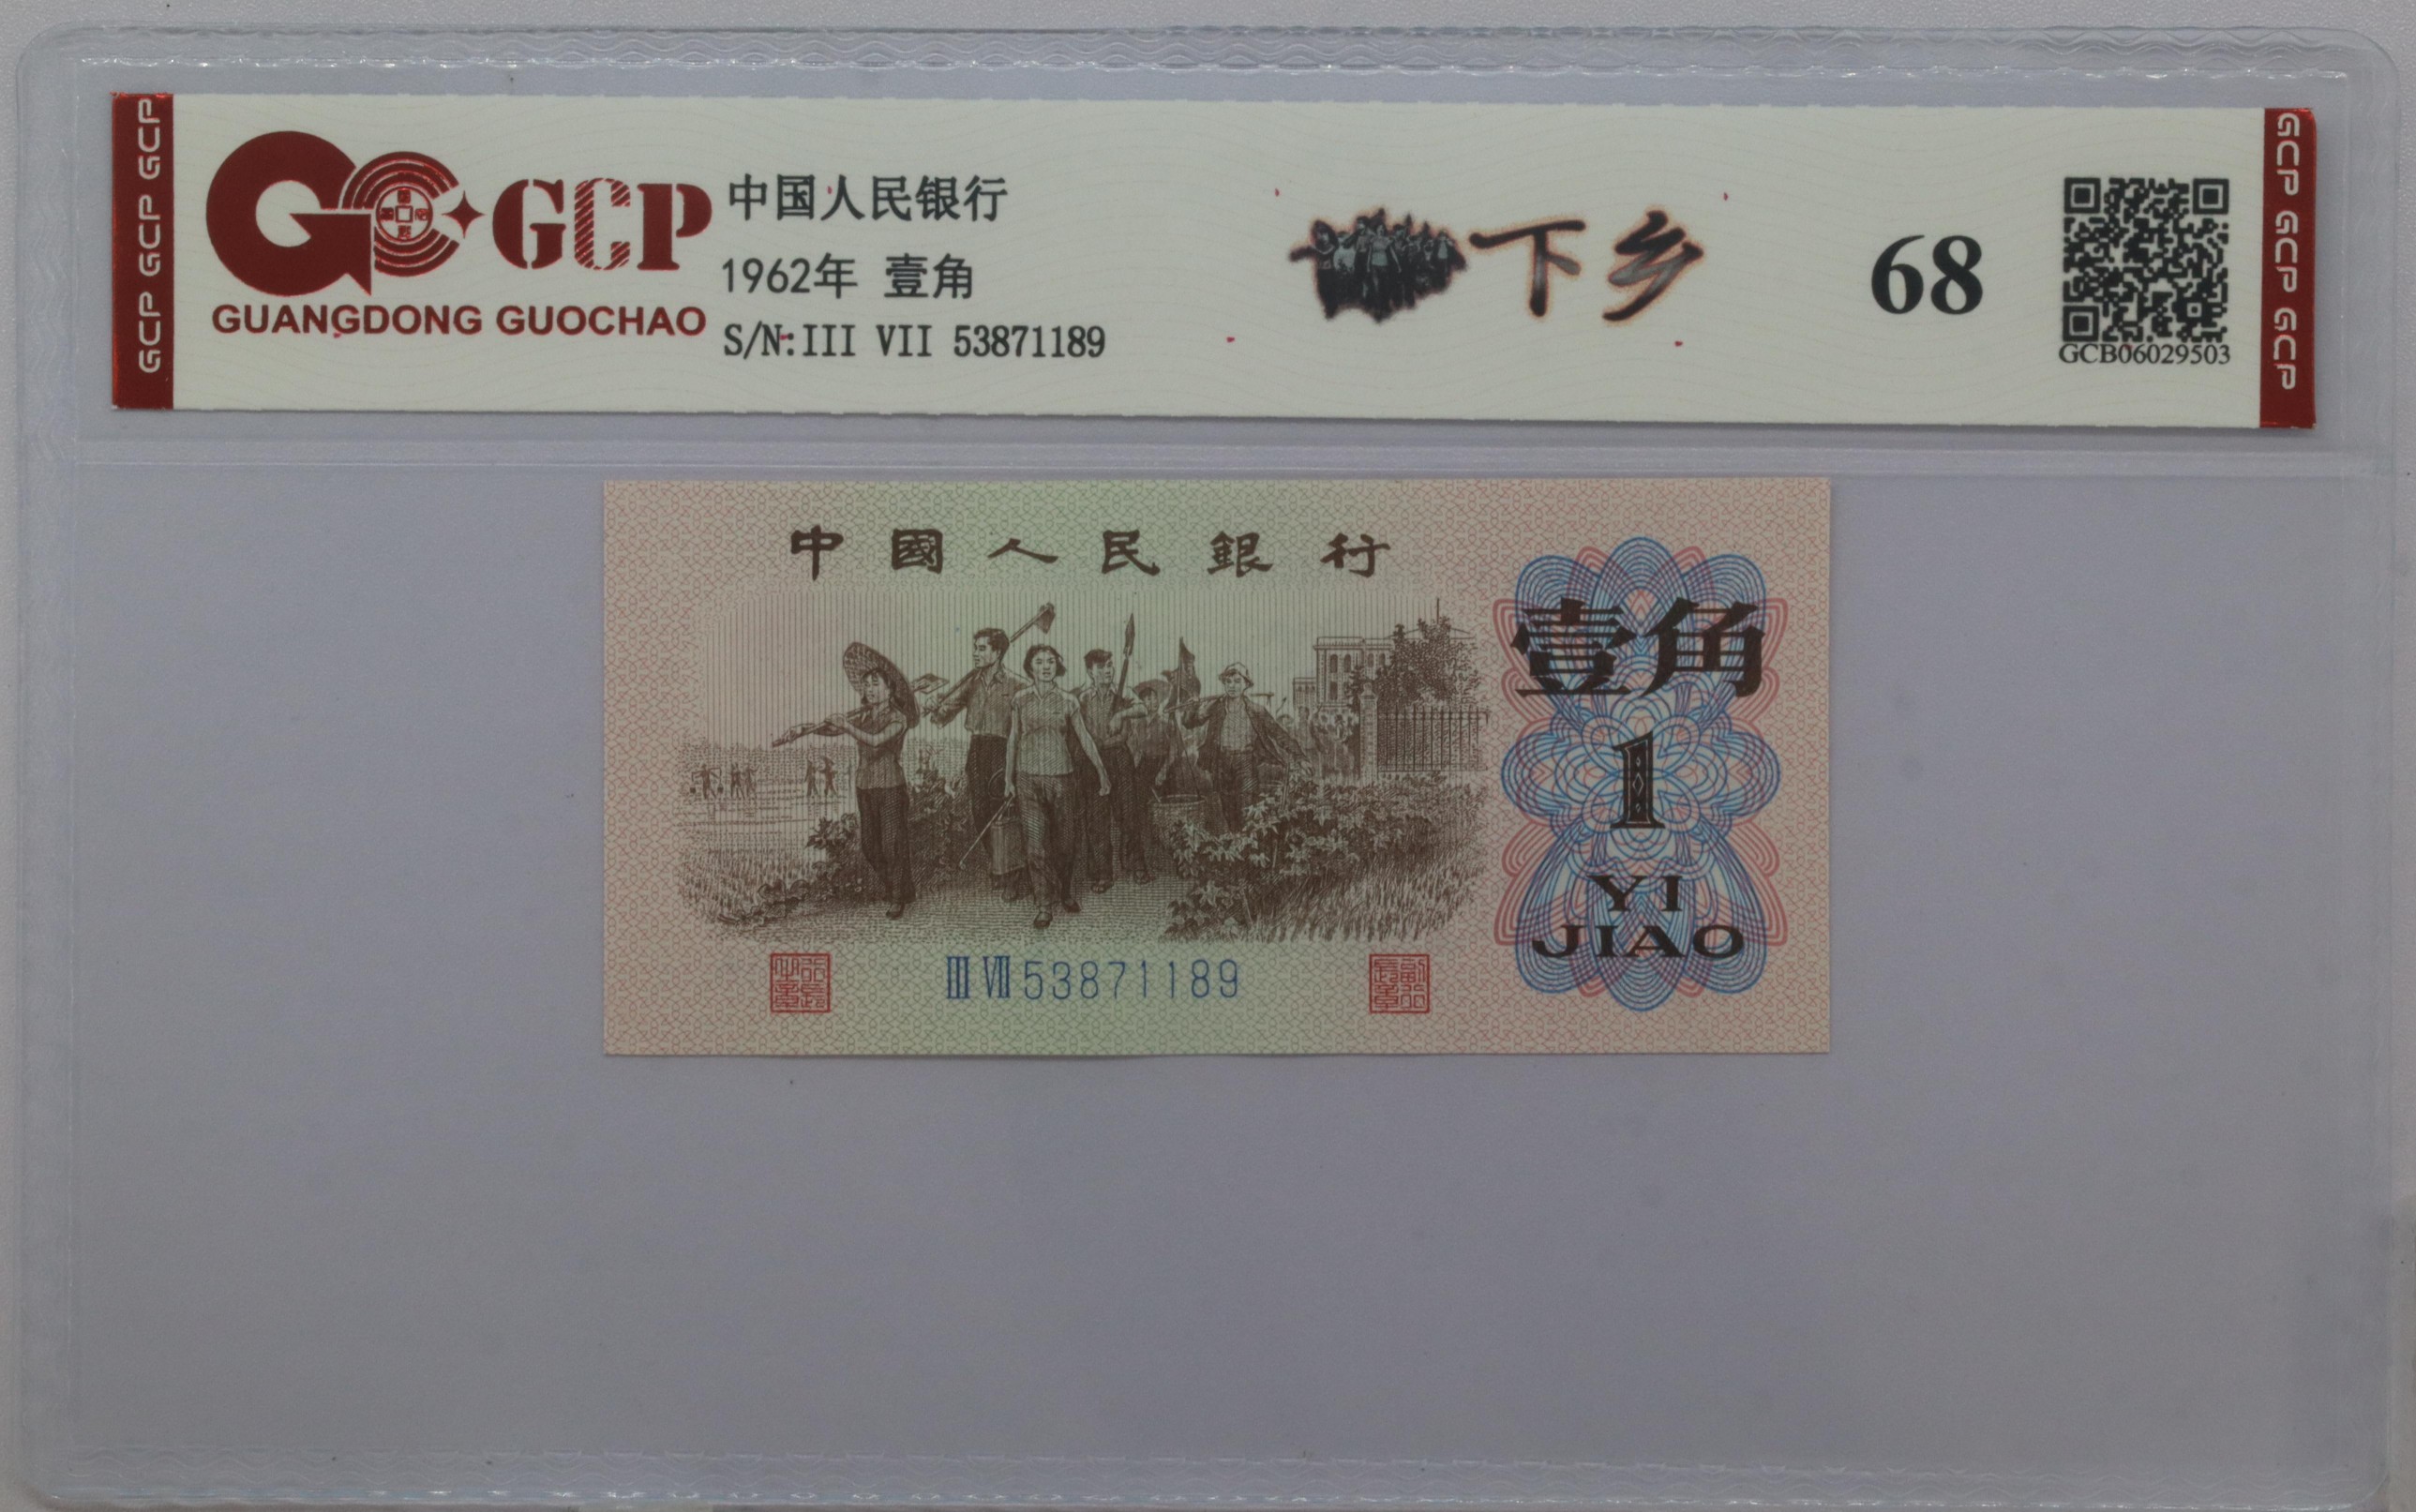 GCP GCP GCP
GCP
GUANGDONG GUOCHAO
中国人民银行
1962年 壹角
S/N:III VII 53871189
下乡
68
GCB06029503
GCP GCP GCP
中國人民銀行
壹角
1
YI
JIAO
III VII 53871189